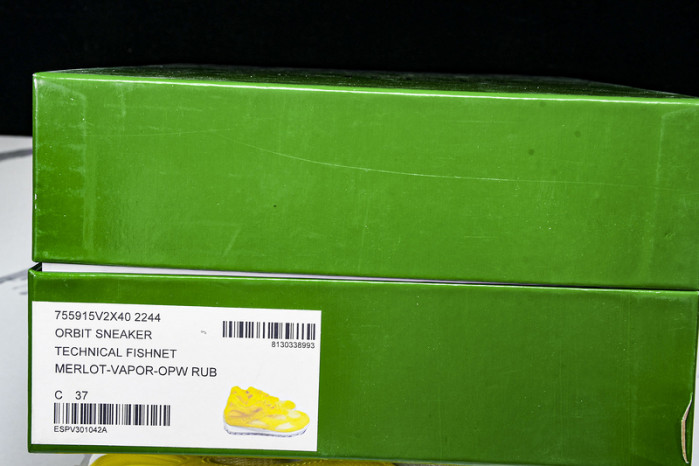 755915V2X40 2244
ORBIT SNEAKER
TECHNICAL FISHNET
MERLOT-VAPOR-OPW RUB
8130338993
C 37
ESPV301042A